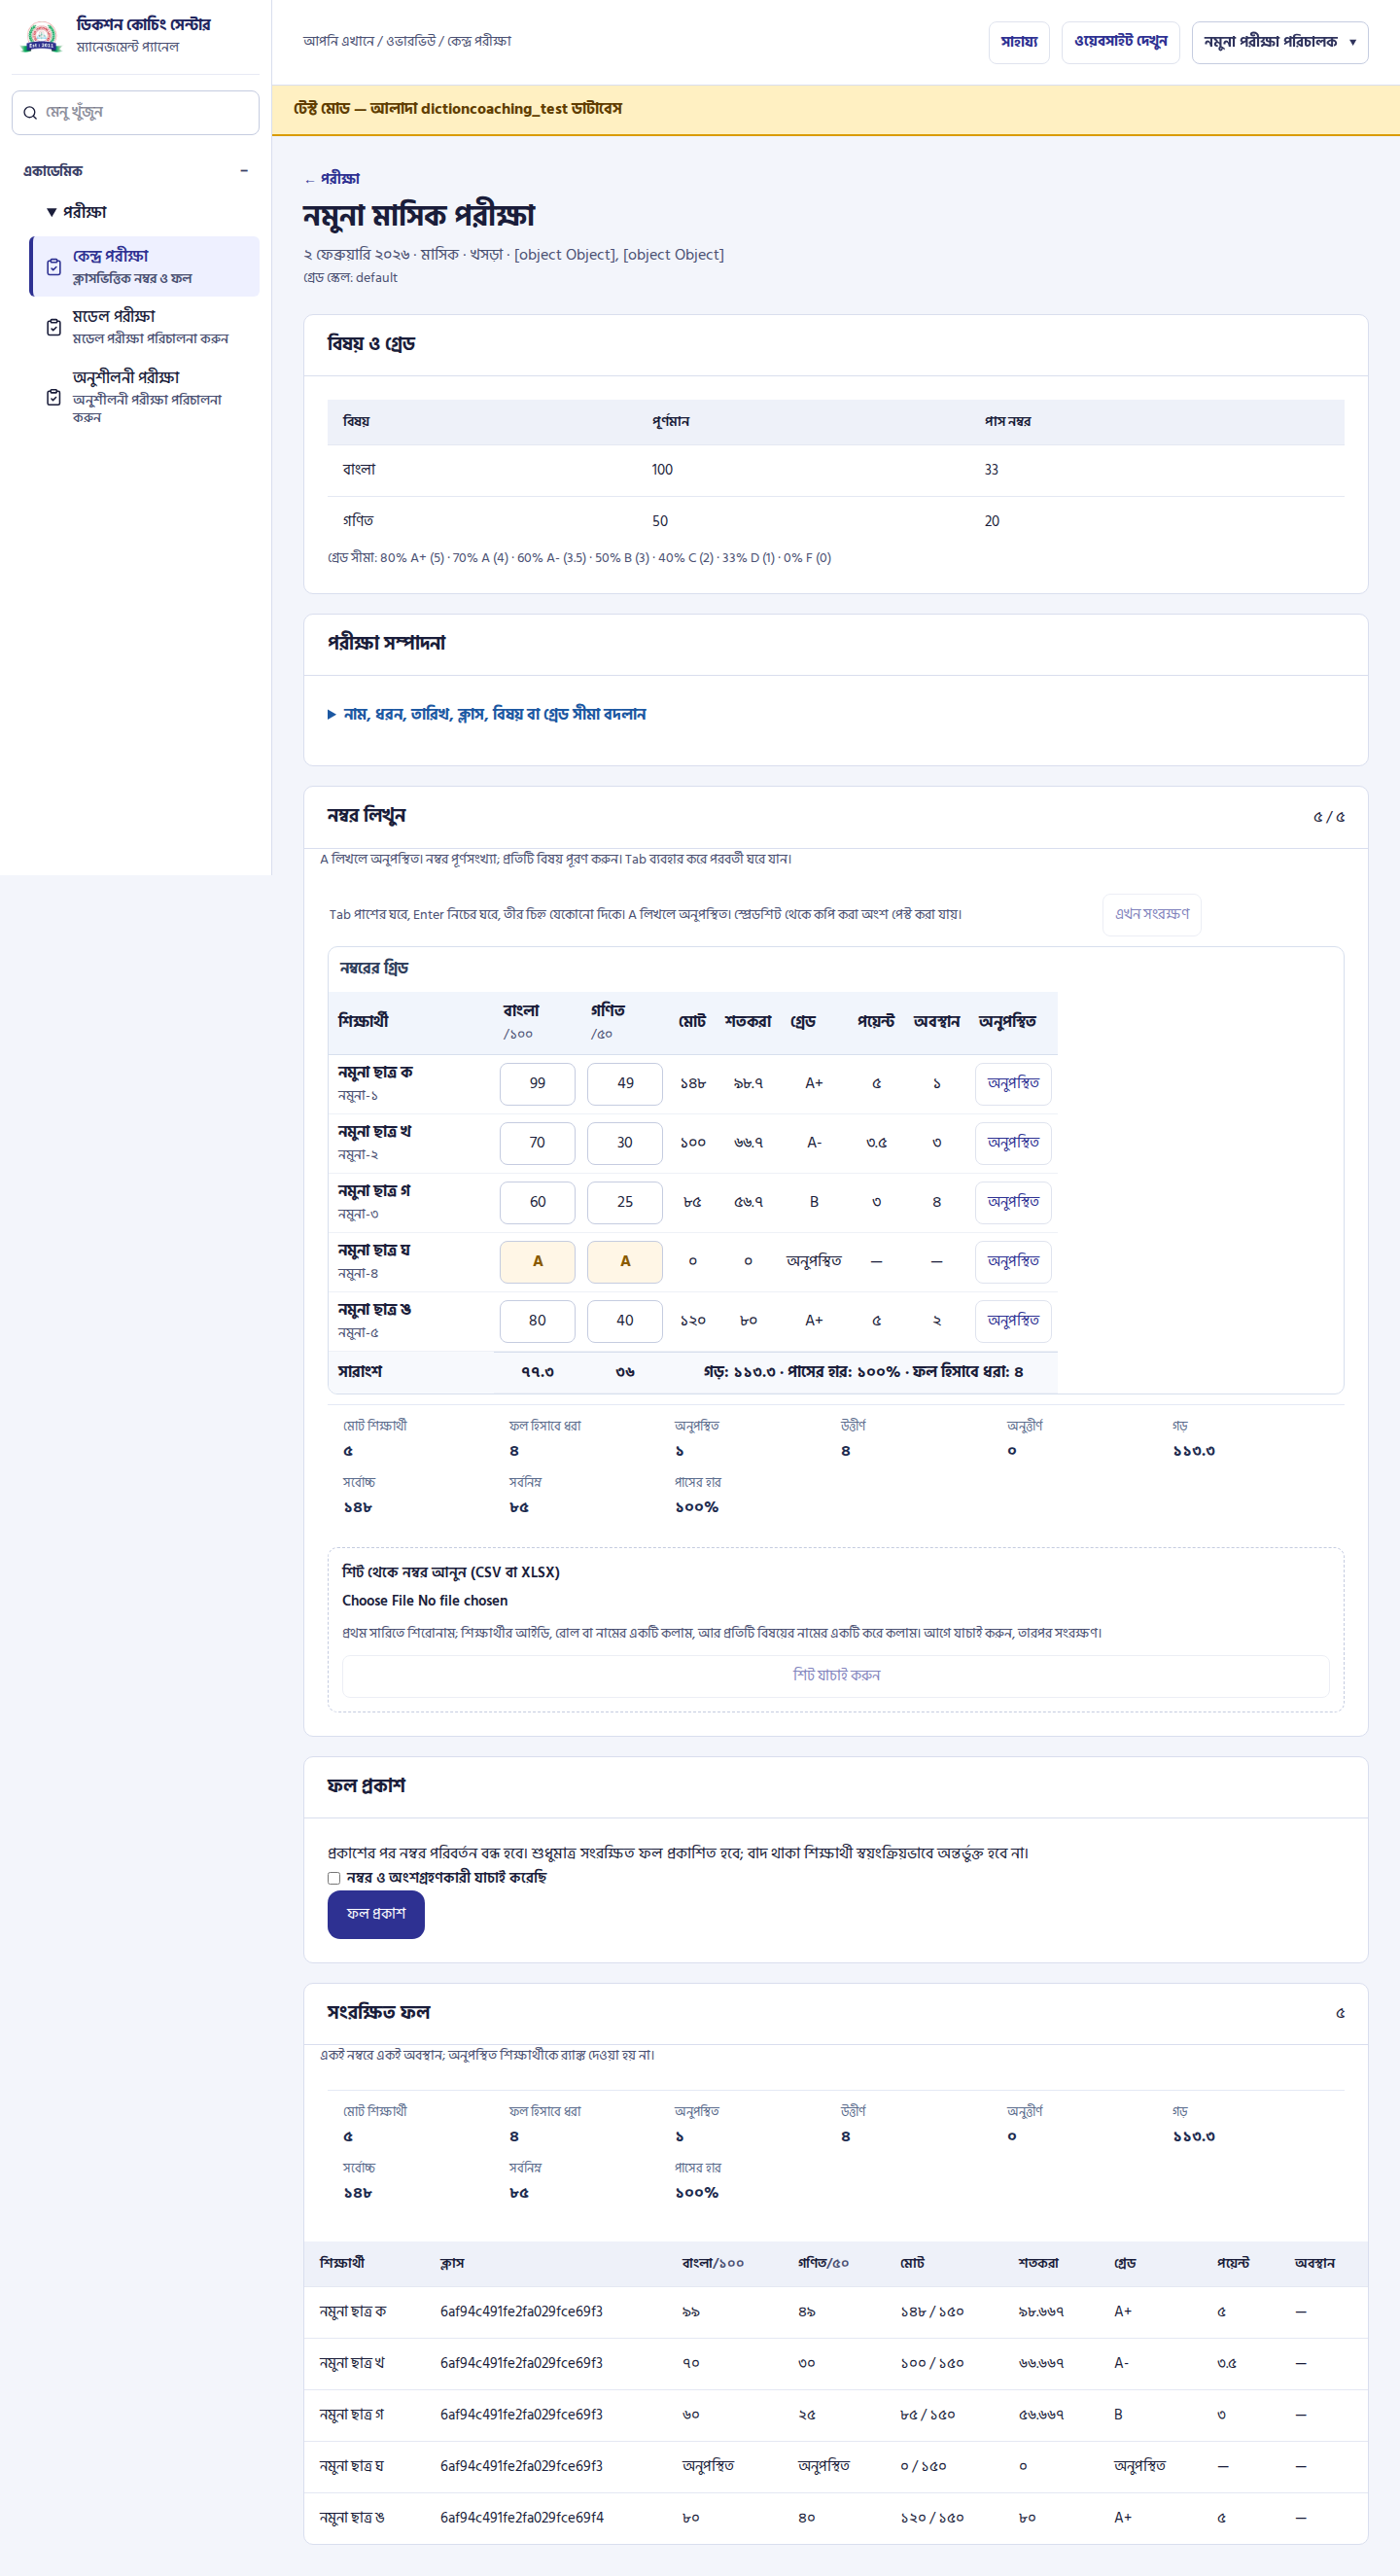 ডিকশন কোচিং সেন্টার
ম্যানেজমেন্ট প্যানেল
মেনু খুঁজুন
একাডেমিক −
▼ পরীক্ষা
কেন্দ্র পরীক্ষা
ক্লাসভিত্তিক নম্বর ও ফল
মডেল পরীক্ষা
মডেল পরীক্ষা পরিচালনা করুন
অনুশীলনী পরীক্ষা
অনুশীলনী পরীক্ষা পরিচালনা
করুন
আপনি এখানে / ওভারভিউ / কেন্দ্র পরীক্ষা
সাহায্য
ওয়েবসাইট দেখুন
নমুনা পরীক্ষা পরিচালক ▼
টেস্ট মোড — আলাদা dictioncoaching_test ডাটাবেস
← পরীক্ষা
নমুনা মাসিক পরীক্ষা
২ ফেব্রুয়ারি ২০২৬ · মাসিক · খসড়া · [object Object], [object Object]
গ্রেড স্কেল: default
বিষয় ও গ্রেড
বিষয় পূর্ণমান পাস নম্বর
বাংলা 100 33
গণিত 50 20
গ্রেড সীমা: 80% A+ (5) · 70% A (4) · 60% A- (3.5) · 50% B (3) · 40% C (2) · 33% D (1) · 0% F (0)
পরীক্ষা সম্পাদনা
▶ নাম, ধরন, তারিখ, ক্লাস, বিষয় বা গ্রেড সীমা বদলান
নম্বর লিখুন ৫ / ৫
A লিখলে অনুপস্থিত। নম্বর পূর্ণসংখ্যা; প্রতিটি বিষয় পূরণ করুন। Tab ব্যবহার করে পরবর্তী ঘরে যান।
Tab পাশের ঘরে, Enter নিচের ঘরে, তীর চিহ্ন যেকোনো দিকে। A লিখলে অনুপস্থিত। স্প্রেডশিট থেকে কপি করা অংশ পেস্ট করা যায়।
এখন সংরক্ষণ
নম্বরের গ্রিড
শিক্ষার্থী বাংলা /১০০ গণিত /৫০ মোট শতকরা গ্রেড পয়েন্ট অবস্থান অনুপস্থিত
নমুনা ছাত্র ক 99 49 ১৪৮ ৯৮.৭ A+ ৫ ১ অনুপস্থিত
নমুনা-১
নমুনা ছাত্র খ 70 30 ১০০ ৬৬.৭ A- ৩.৫ ৩ অনুপস্থিত
নমুনা-২
নমুনা ছাত্র গ 60 25 ৮৫ ৫৬.৭ B ৩ ৪ অনুপস্থিত
নমুনা-৩
নমুনা ছাত্র ঘ A A ০ ০ অনুপস্থিত — — অনুপস্থিত
নমুনা-৪
নমুনা ছাত্র ঙ 80 40 ১২০ ৮০ A+ ৫ ২ অনুপস্থিত
নমুনা-৫
সারাংশ ৭৭.৩ ৩৬ গড়: ১১৩.৩ · পাসের হার: ১০০% · ফল হিসাবে ধরা: ৪
মোট শিক্ষার্থী ফল হিসাবে ধরা অনুপস্থিত উত্তীর্ণ অনুত্তীর্ণ গড়
৫ ৪ ১ ৪ ০ ১১৩.৩
সর্বোচ্চ সর্বনিম্ন পাসের হার
১৪৮ ৮৫ ১০০%
শিট থেকে নম্বর আনুন (CSV বা XLSX)
Choose File No file chosen
প্রথম সারিতে শিরোনাম; শিক্ষার্থীর আইডি, রোল বা নামের একটি কলাম, আর প্রতিটি বিষয়ের নামের একটি করে কলাম। আগে যাচাই করুন, তারপর সংরক্ষণ।
শিট যাচাই করুন
ফল প্রকাশ
প্রকাশের পর নম্বর পরিবর্তন বন্ধ হবে। শুধুমাত্র সংরক্ষিত ফল প্রকাশিত হবে; বাদ থাকা শিক্ষার্থী স্বয়ংক্রিয়ভাবে অন্তর্ভুক্ত হবে না।
নম্বর ও অংশগ্রহণকারী যাচাই করেছি
ফল প্রকাশ
সংরক্ষিত ফল ৫
একই নম্বরে একই অবস্থান; অনুপস্থিত শিক্ষার্থীকে র‍্যাঙ্ক দেওয়া হয় না।
মোট শিক্ষার্থী ফল হিসাবে ধরা অনুপস্থিত উত্তীর্ণ অনুত্তীর্ণ গড়
৫ ৪ ১ ৪ ০ ১১৩.৩
সর্বোচ্চ সর্বনিম্ন পাসের হার
১৪৮ ৮৫ ১০০%
শিক্ষার্থী ক্লাস বাংলা/১০০ গণিত/৫০ মোট শতকরা গ্রেড পয়েন্ট অবস্থান
নমুনা ছাত্র ক 6af94c491fe2fa029fce69f3 ৯৯ ৪৯ ১৪৮ / ১৫০ ৯৮.৬৬৭ A+ ৫ —
নমুনা ছাত্র খ 6af94c491fe2fa029fce69f3 ৭০ ৩০ ১০০ / ১৫০ ৬৬.৬৬৭ A- ৩.৫ —
নমুনা ছাত্র গ 6af94c491fe2fa029fce69f3 ৬০ ২৫ ৮৫ / ১৫০ ৫৬.৬৬৭ B ৩ —
নমুনা ছাত্র ঘ 6af94c491fe2fa029fce69f3 অনুপস্থিত অনুপস্থিত ০ / ১৫০ ০ অনুপস্থিত — —
নমুনা ছাত্র ঙ 6af94c491fe2fa029fce69f4 ৮০ ৪০ ১২০ / ১৫০ ৮০ A+ ৫ —